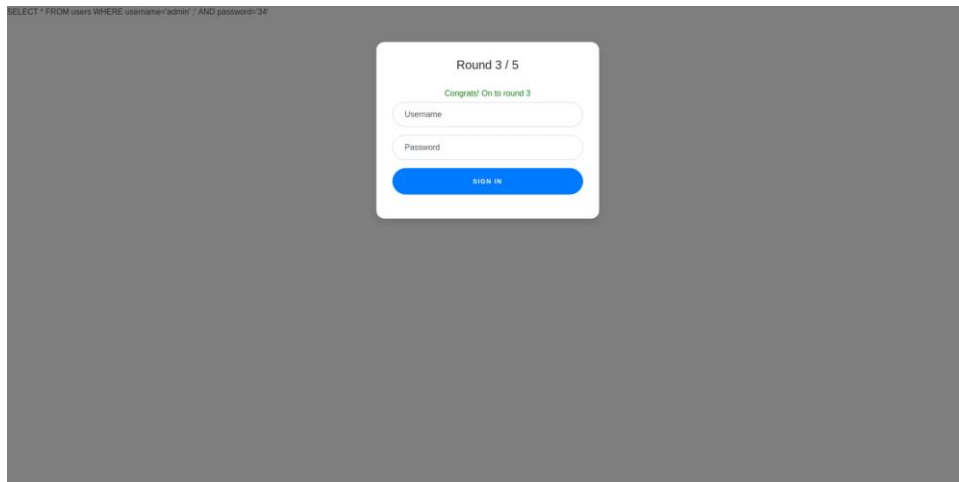 SELECT * FROM users WHERE username='admin' ;' AND password='34'
Round 3 / 5
Congrats! On to round 3
Username
Password
SIGN IN